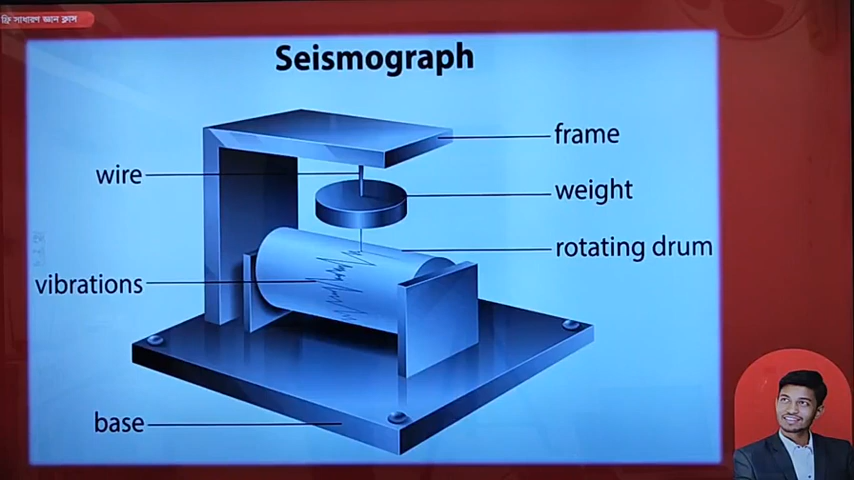 ফ্রি সাধারণ জ্ঞান ক্লাস
Seismograph
frame
wire
weight
rotating drum
vibrations
base